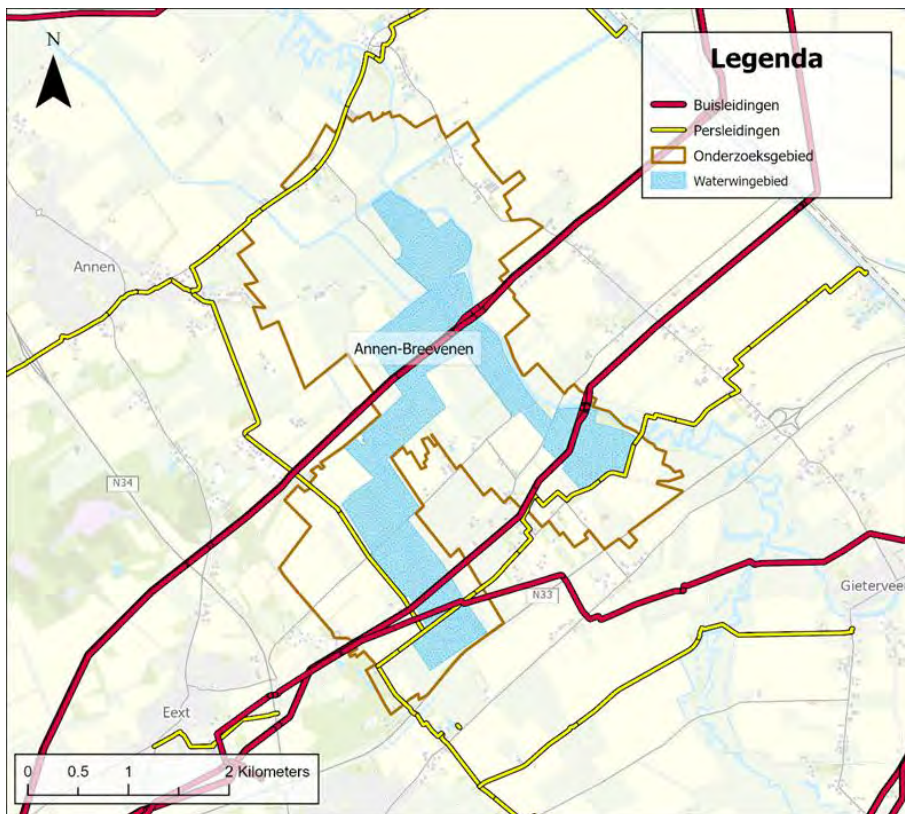 N
Legenda
Buisleidingen
Persleidingen
Onderzoeksgebied
Waterwingebied
Annen
Annen-Breevenen
N34
N33
Gieterveen
Eext
0 0.5 1 2 Kilometers